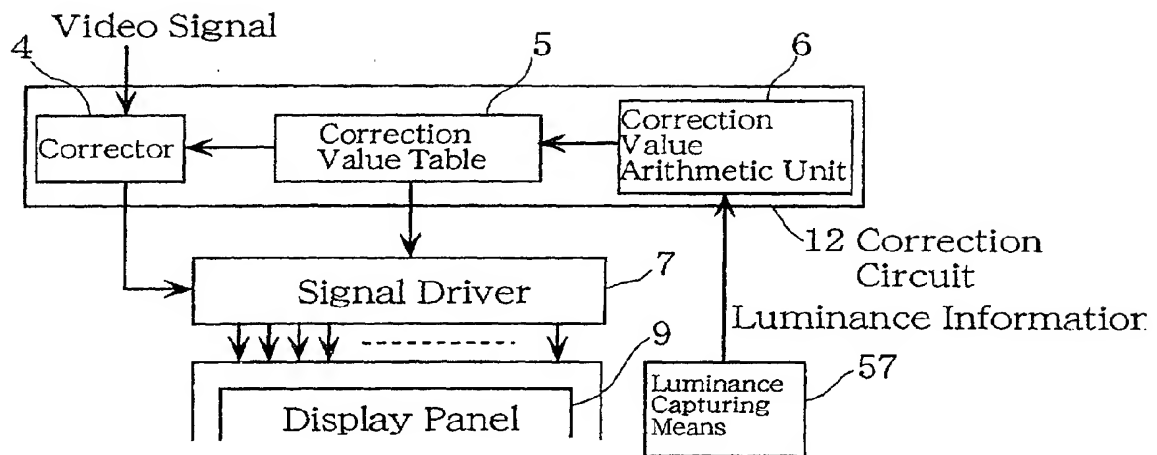 Video Signal
4
5
6
Corrector
Correction
Value Table
Correction
Value
Arithmetic Unit
12 Correction
Circuit
7
Signal Driver
Luminance Information
9
57
Display Panel
Luminance
Capturing
Means